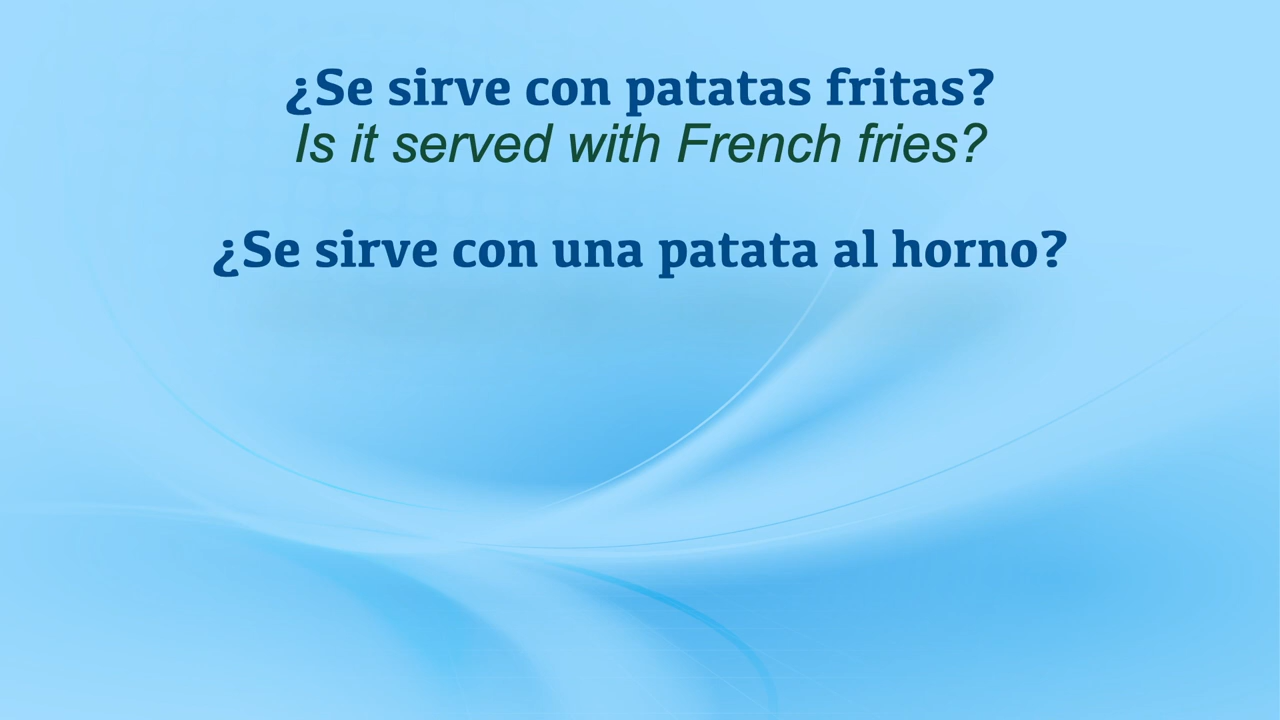 ¿Se sirve con patatas fritas?
Is it served with French fries?
¿Se sirve con una patata al horno?